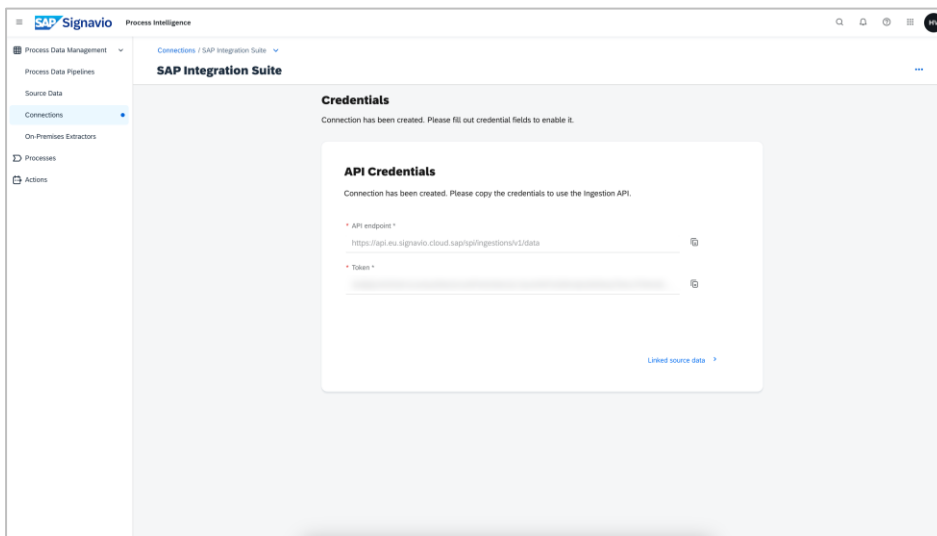 SAP Signavio Process Intelligence HV
Process Data Management
Process Data Pipelines
Source Data
Connections
On-Premises Extractors
Processes
Actions
Connections / SAP Integration Suite
SAP Integration Suite
Credentials
Connection has been created. Please fill out credential fields to enable it.
API Credentials
Connection has been created. Please copy the credentials to use the Ingestion API.
* API endpoint *
https://api.eu.signavio.cloud.sap/spi/ingestions/v1/data
* Token *
Linked source data